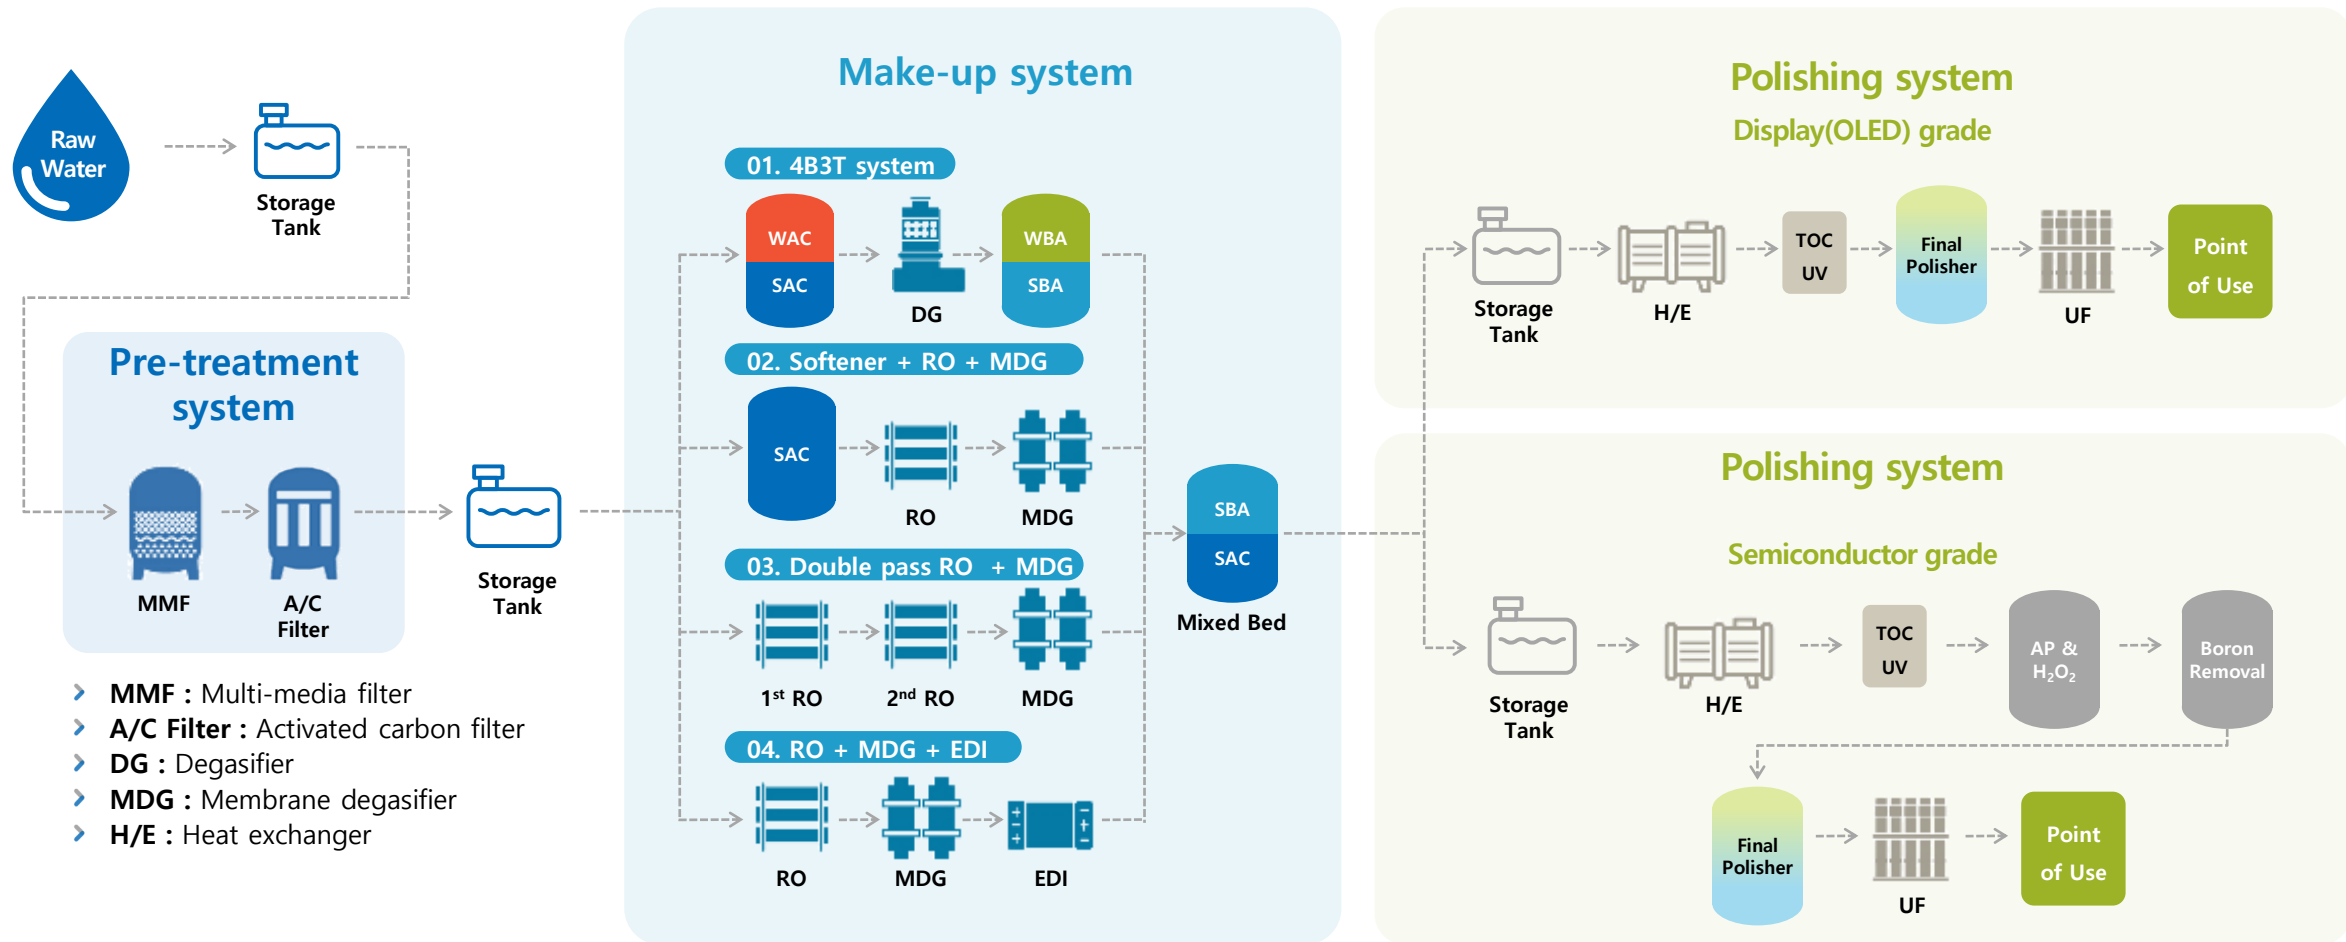 Raw
Water
Storage
Tank
Pre-treatment
system
MMF
A/C
Filter
Storage
Tank
MMF : Multi-media filter
A/C Filter : Activated carbon filter
DG : Degasifier
MDG : Membrane degasifier
H/E : Heat exchanger
Make-up system
01. 4B3T system
WAC
SAC
DG
WBA
SBA
02. Softener + RO + MDG
SAC
RO
MDG
03. Double pass RO + MDG
1st RO
2nd RO
MDG
04. RO + MDG + EDI
RO
MDG
EDI
SBA
SAC
Mixed Bed
Polishing system
Display(OLED) grade
Storage
Tank
H/E
TOC
UV
Final
Polisher
UF
Point
of Use
Polishing system
Semiconductor grade
Storage
Tank
H/E
TOC
UV
AP &
H₂O₂
Boron
Removal
Final
Polisher
UF
Point
of Use